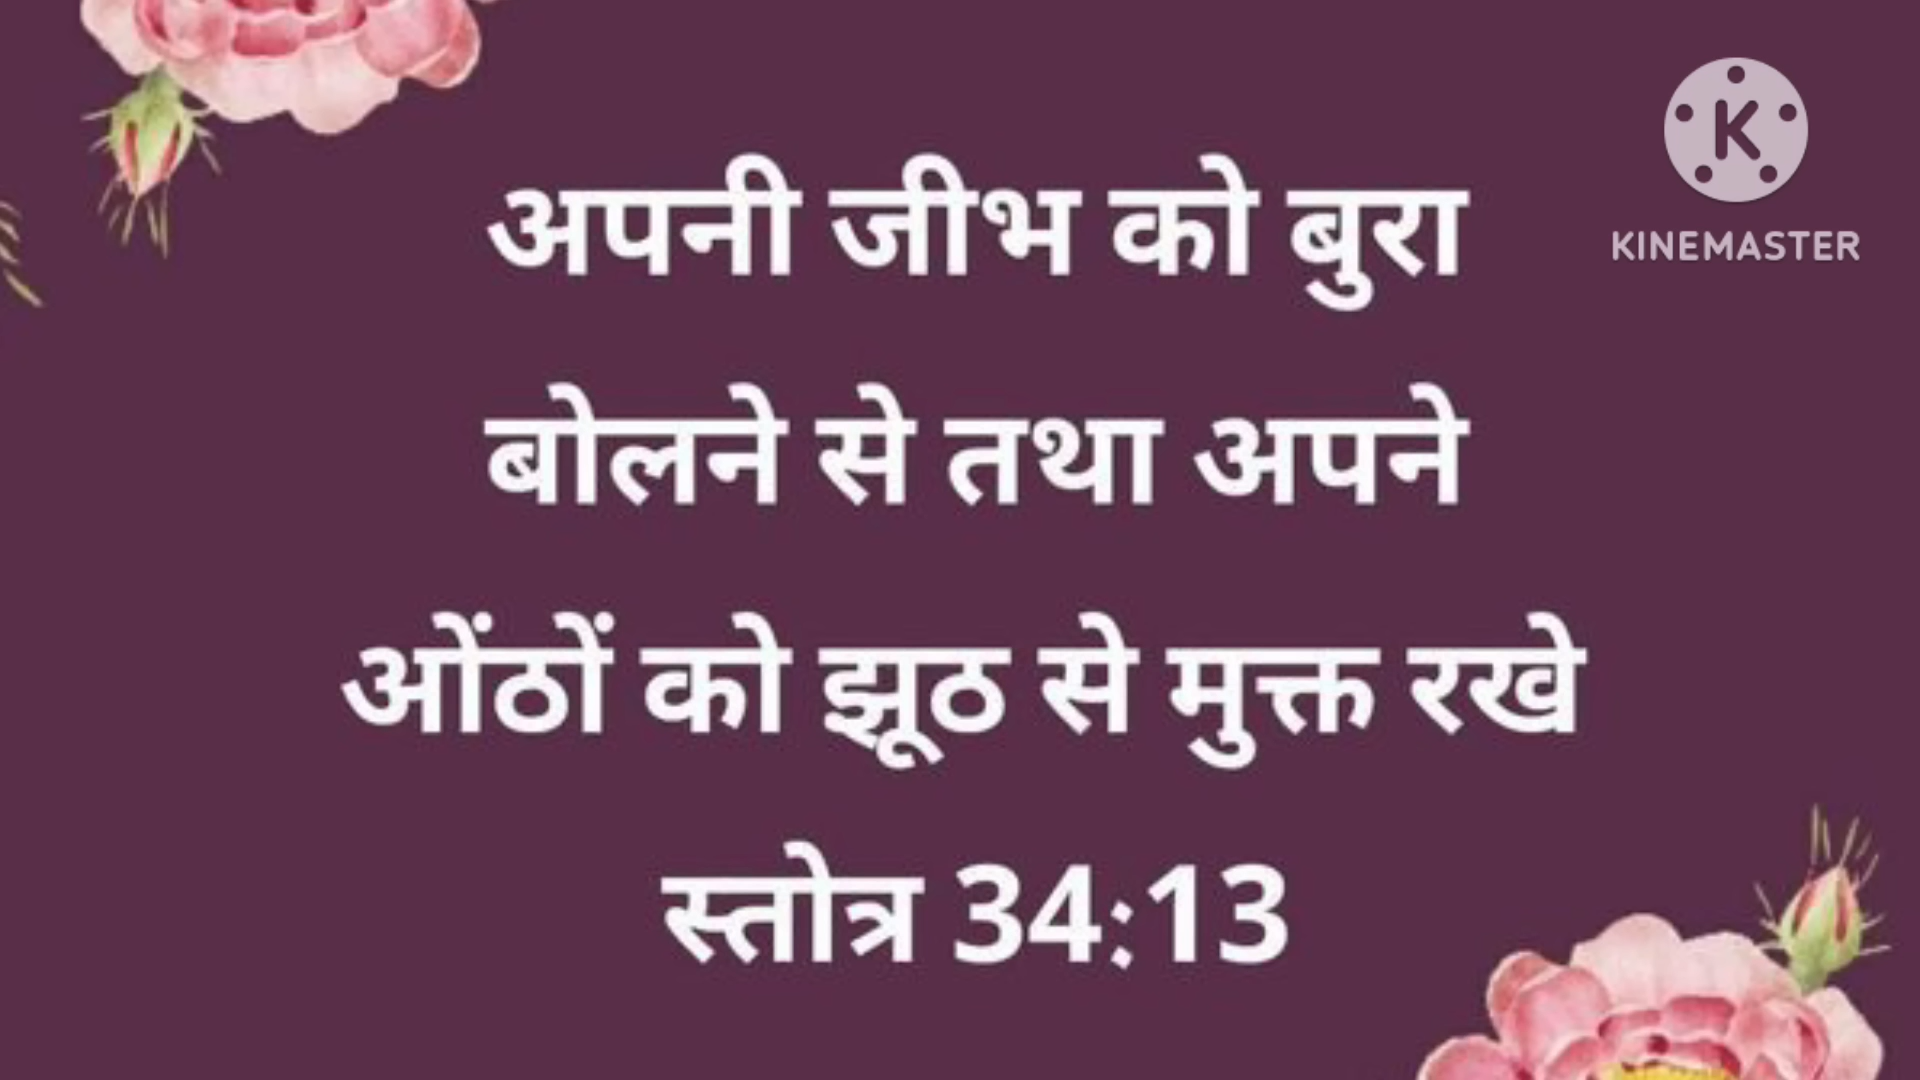 अपनी जीभ को बुरा
बोलने से तथा अपने
ओंठों को झूठ से मुक्त रखे
स्तोत्र 34:13
K
KINEMASTER